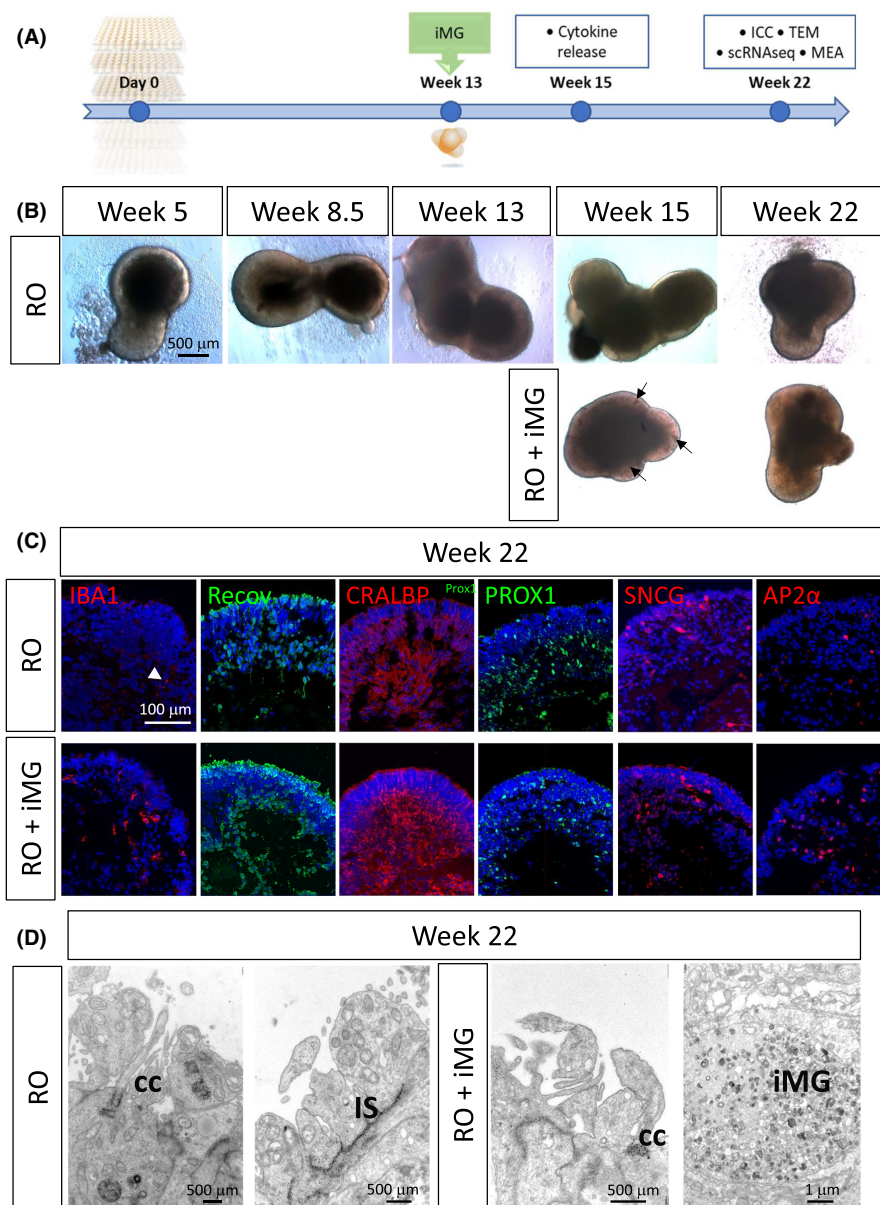 (A)
iMG
• Cytokine
release
• ICC • TEM
• scRNAseq • MEA
Day 0
Week 13
Week 15
Week 22
(B)
Week 5
Week 8.5
Week 13
Week 15
Week 22
RO
500 µm
RO + iMG
(C)
Week 22
RO
IBA1
Recov
CRALBP
Prox1
PROX1
SNCG
AP2α
100 µm
RO + iMG
(D)
Week 22
RO
cc
500 µm
IS
500 µm
RO + iMG
cc
500 µm
iMG
1 µm